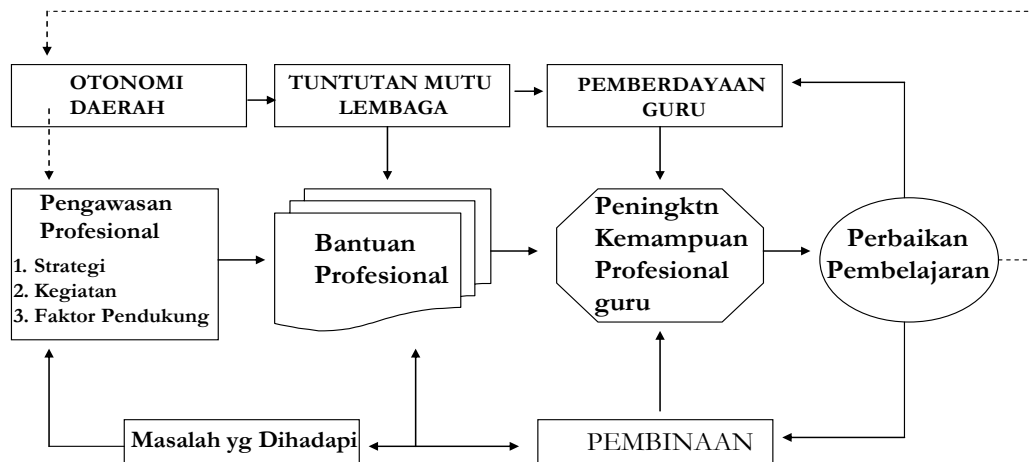 OTONOMI
DAERAH
TUNTUTAN MUTU
LEMBAGA
PEMBERDAYAAN
GURU
Pengawasan
Profesional
1. Strategi
2. Kegiatan
3. Faktor Pendukung
Bantuan
Profesional
Peningktn
Kemampuan
Profesional
guru
Perbaikan
Pembelajaran
Masalah yg Dihadapi
PEMBINAAN